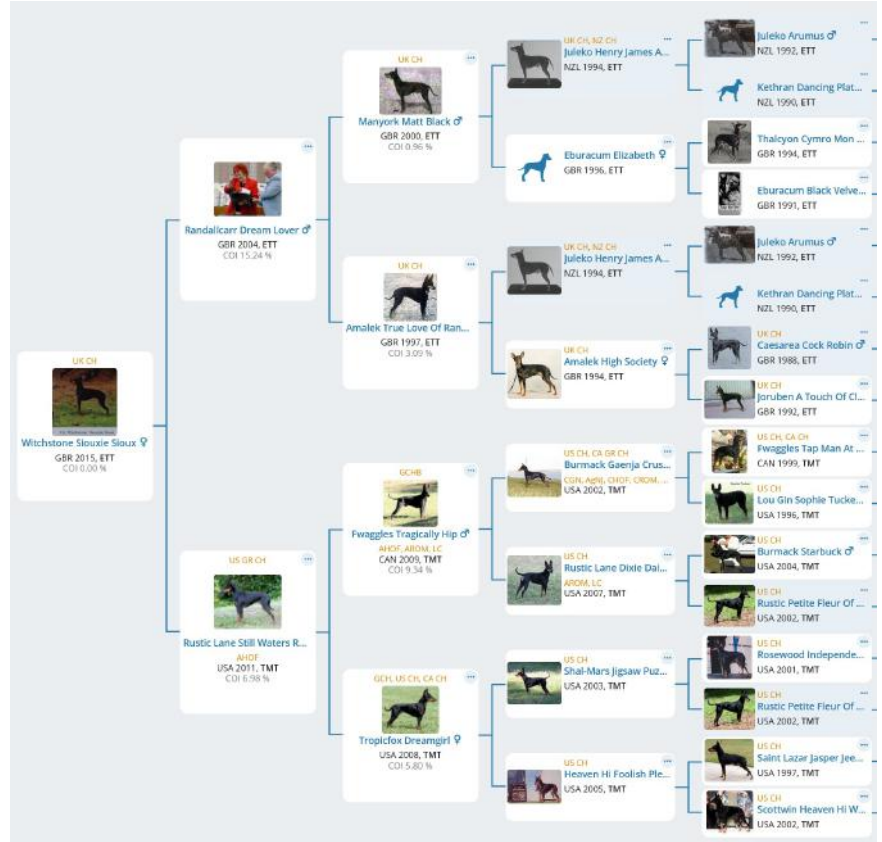 UK CH
Witchstone Siouxie Sioux ♀
GBR 2015, ETT
COI 0.00 %
Randallcarr Dream Lover ♂
GBR 2004, ETT
COI 15.24 %
US GR CH
Rustic Lane Still Waters R...
AHOF
USA 2011, TMT
COI 6.98 %
UK CH
Manyork Matt Black ♂
GBR 2000, ETT
COI 0.96 %
UK CH
Amalek True Love Of Ran...
GBR 1997, ETT
COI 3.09 %
GCHB
Fwaggles Tragically Hip ♂
AHOF, AROM, LC
CAN 2009, TMT
COI 9.34 %
GCH, US CH, CA CH
Tropicfox Dreamgirl ♀
USA 2008, TMT
COI 5.80 %
UK CH, NZ CH
Juleko Henry James A...
NZL 1994, ETT
Eburacum Elizabeth ♀
GBR 1996, ETT
UK CH, NZ CH
Juleko Henry James A...
NZL 1994, ETT
UK CH
Amalek High Society ♀
GBR 1994, ETT
US CH, CA GR CH
Burmack Gaenja Crus...
CGN, AgNJ, CHOF, CROM, ...
USA 2002, TMT
US CH
Rustic Lane Dixie Dai...
AROM, LC
USA 2007, TMT
US CH
Shal-Mars Jigsaw Puz...
USA 2003, TMT
US CH
Heaven Hi Foolish Ple...
USA 2005, TMT
Juleko Arumus ♂
NZL 1992, ETT
Kethran Dancing Plat...
NZL 1990, ETT
Thalcyon Cymro Mon ...
GBR 1994, ETT
Eburacum Black Velve...
GBR 1991, ETT
Juleko Arumus ♂
NZL 1992, ETT
Kethran Dancing Plat...
NZL 1990, ETT
UK CH
Caesarea Cock Robin ♂
GBR 1988, ETT
UK CH
Joruben A Touch Of Cl...
GBR 1992, ETT
US CH, CA CH
Fwaggles Tap Man At ...
CAN 1999, TMT
US CH
Lou Gin Sophie Tucke...
USA 1996, TMT
US CH
Burmack Starbuck ♂
USA 2004, TMT
US CH
Rustic Petite Fleur Of ...
USA 2002, TMT
US CH
Rosewood Independe...
USA 2001, TMT
US CH
Rustic Petite Fleur Of ...
USA 2002, TMT
US CH
Saint Lazar Jasper Jee...
USA 1997, TMT
US CH
Scottwin Heaven Hi W...
USA 2002, TMT